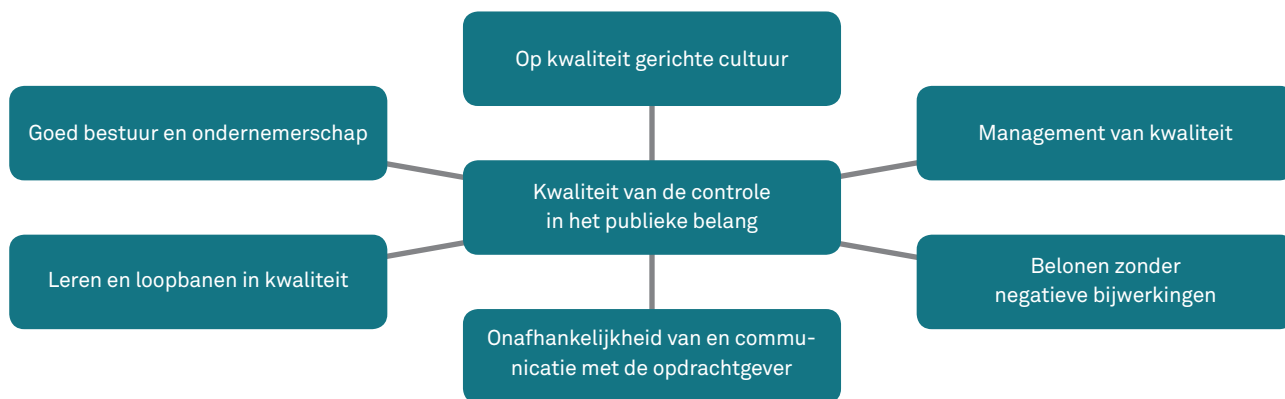 Op kwaliteit gerichte cultuur
Goed bestuur en ondernemerschap
Management van kwaliteit
Kwaliteit van de controle
in het publieke belang
Leren en loopbanen in kwaliteit
Belonen zonder
negatieve bijwerkingen
Onafhankelijkheid van en commu-
nicatie met de opdrachtgever